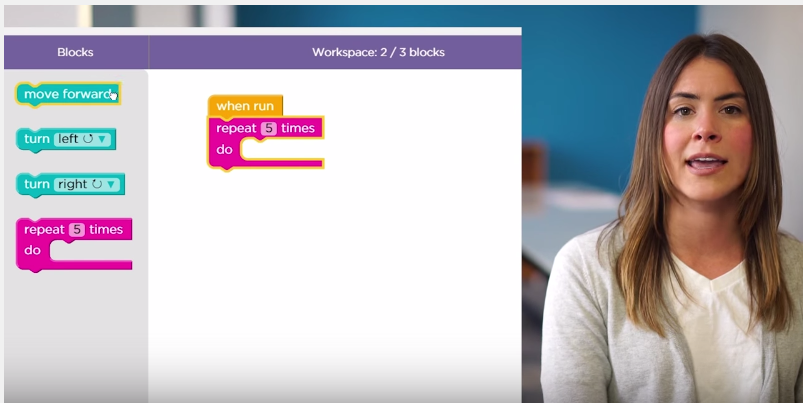 Blocks
Workspace: 2 / 3 blocks
move forward
turn left ↺ ▼
turn right ↻ ▼
repeat 5 times
do
when run
repeat 5 times
do